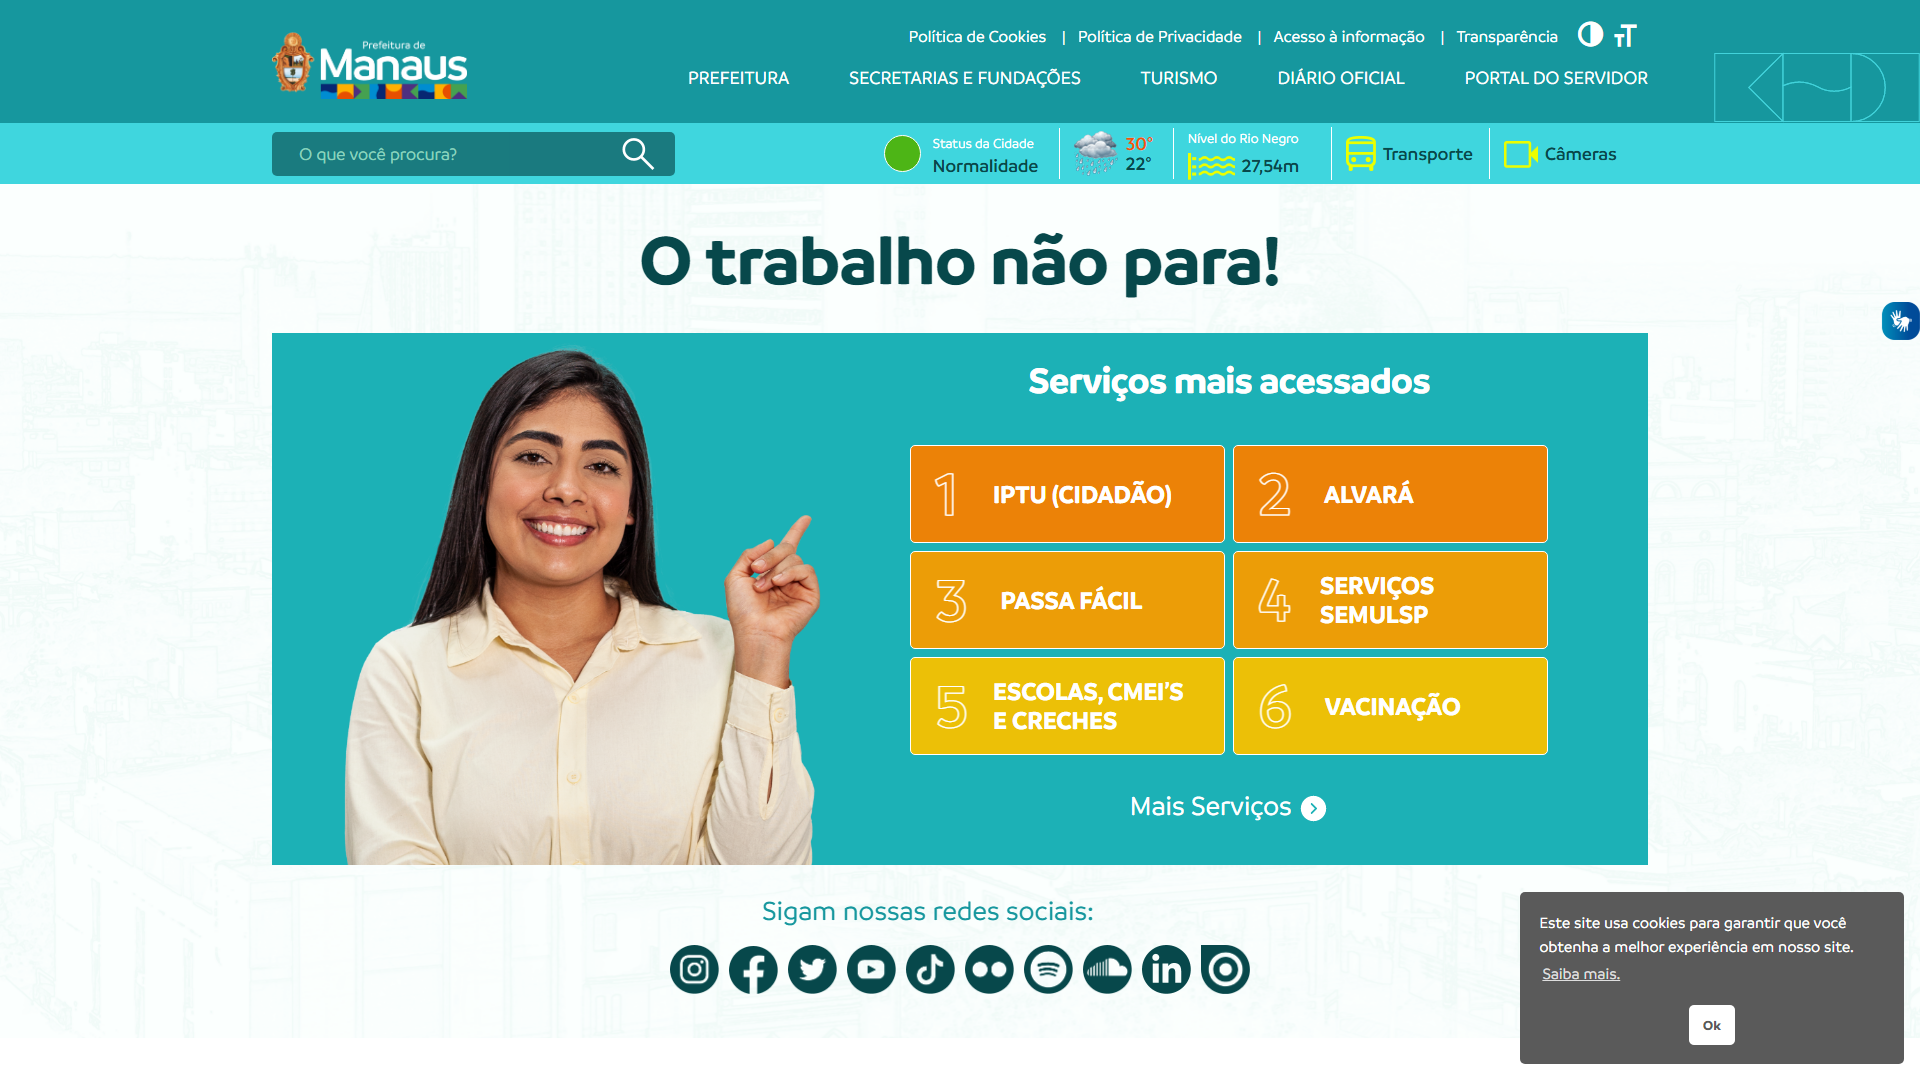 Prefeitura de
Manaus
Política de Cookies | Política de Privacidade | Acesso à informação | Transparência
PREFEITURA SECRETARIAS E FUNDAÇÕES TURISMO DIÁRIO OFICIAL PORTAL DO SERVIDOR
O que você procura?
Status da Cidade
Normalidade
30°
22°
Nível do Rio Negro
27,54m
Transporte
Câmeras
O trabalho não para!
Serviços mais acessados
1 IPTU (CIDADÃO)
2 ALVARÁ
3 PASSA FÁCIL
4 SERVIÇOS
SEMULSP
5 ESCOLAS, CMEI'S
E CRECHES
6 VACINAÇÃO
Mais Serviços
Sigam nossas redes sociais:
Este site usa cookies para garantir que você
obtenha a melhor experiência em nosso site.
Saiba mais.
Ok